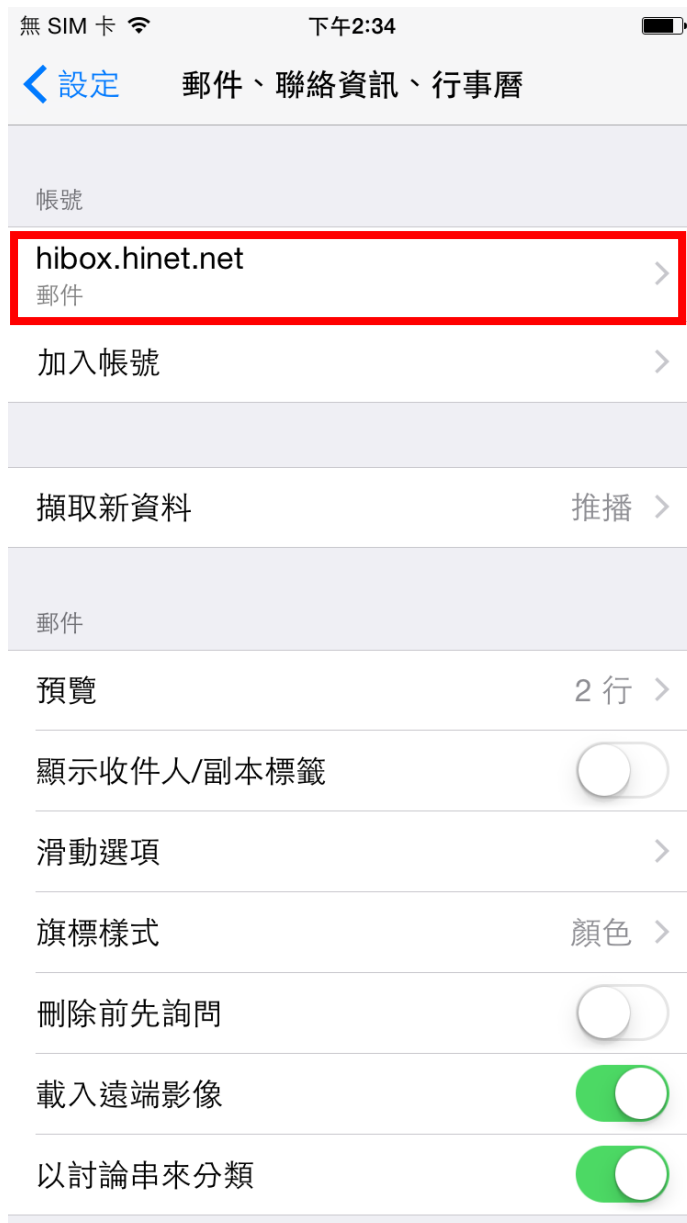 無 SIM 卡 下午2:34
設定 郵件、聯絡資訊、行事曆
帳號
hibox.hinet.net
郵件
加入帳號
擷取新資料 推播
郵件
預覽 2 行
顯示收件人/副本標籤
滑動選項
旗標樣式 顏色
刪除前先詢問
載入遠端影像
以討論串來分類